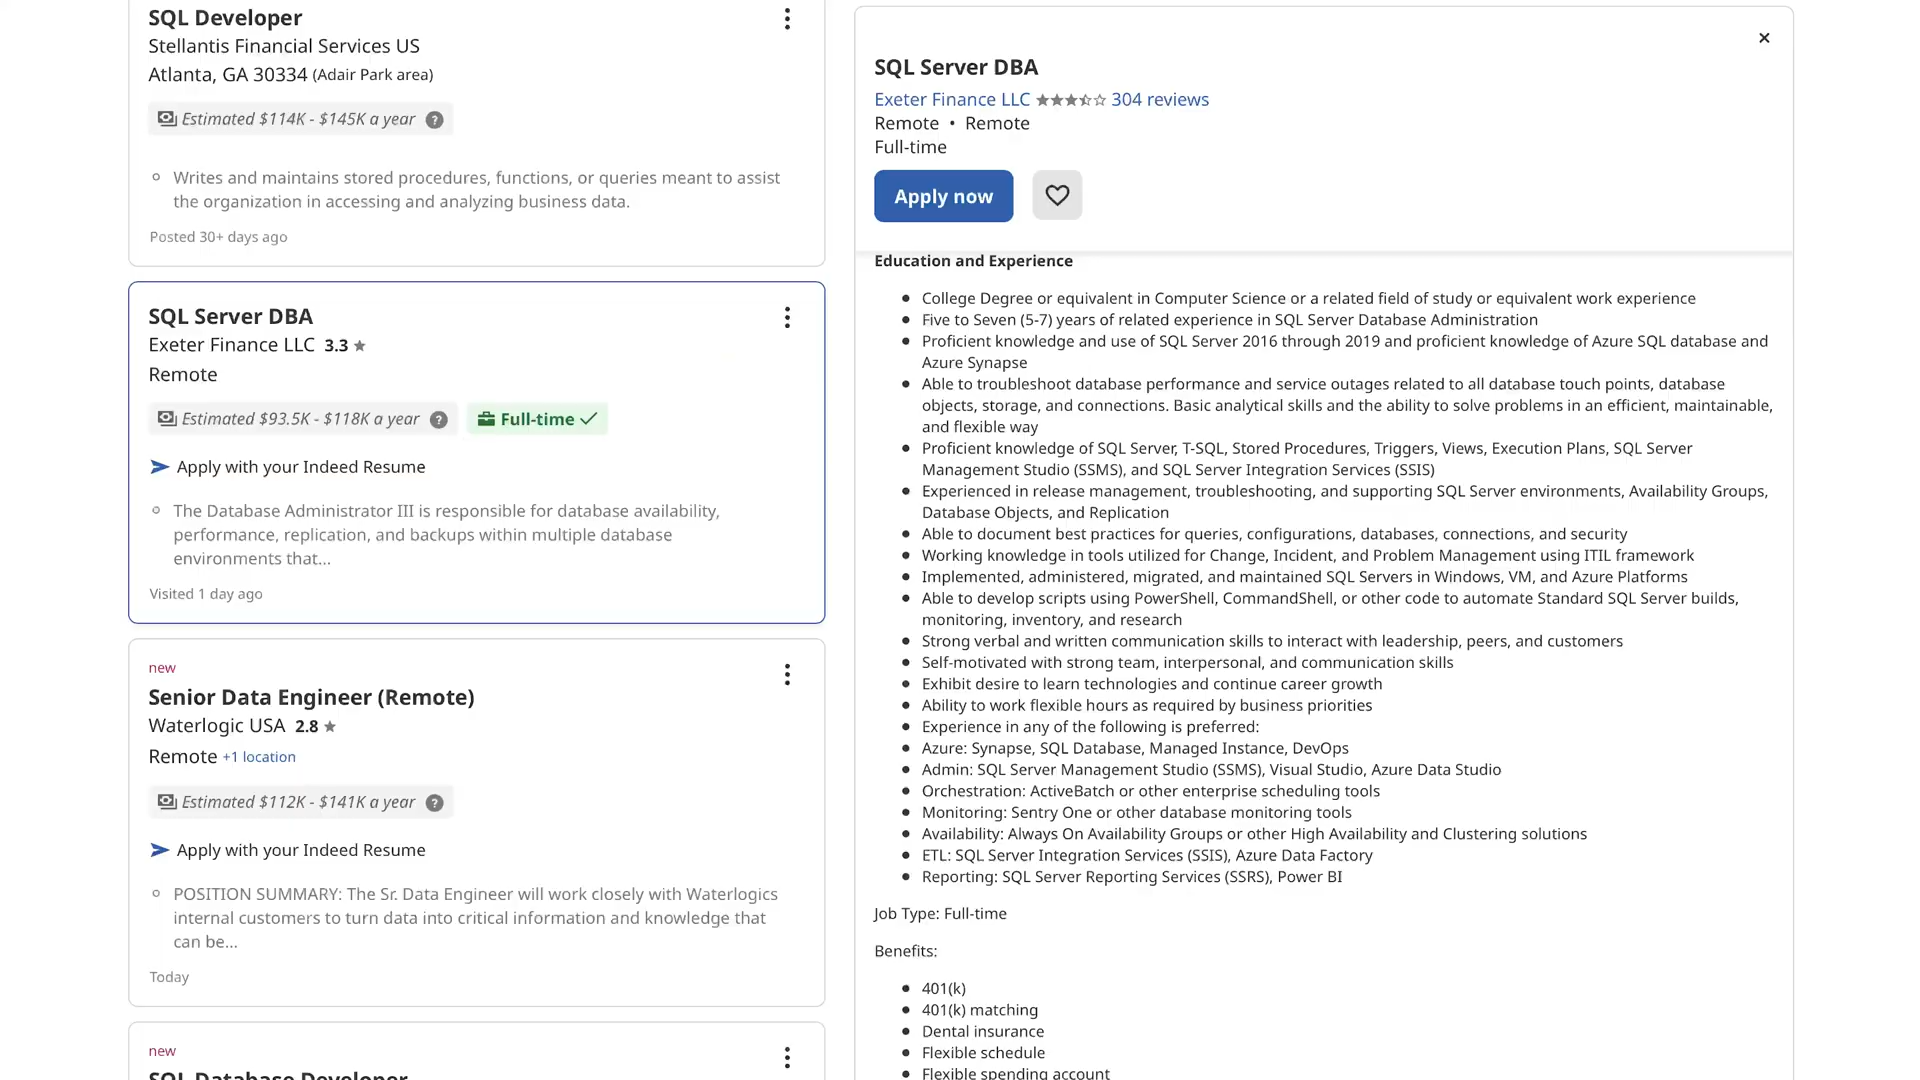 SQL Developer
Stellantis Financial Services US
Atlanta, GA 30334 (Adair Park area)
Estimated $114K - $145K a year ?
Writes and maintains stored procedures, functions, or queries meant to assist
the organization in accessing and analyzing business data.
Posted 30+ days ago
SQL Server DBA
Exeter Finance LLC 3.3
Remote
Estimated $93.5K - $118K a year ?
Full-time
Apply with your Indeed Resume
The Database Administrator III is responsible for database availability,
performance, replication, and backups within multiple database
environments that...
Visited 1 day ago
new
Senior Data Engineer (Remote)
Waterlogic USA 2.8
Remote +1 location
Estimated $112K - $141K a year ?
Apply with your Indeed Resume
POSITION SUMMARY: The Sr. Data Engineer will work closely with Waterlogics
internal customers to turn data into critical information and knowledge that
can be...
Today
new
SQL Database Developer
SQL Server DBA
Exeter Finance LLC 304 reviews
Remote • Remote
Full-time
Apply now
Education and Experience
College Degree or equivalent in Computer Science or a related field of study or equivalent work experience
Five to Seven (5-7) years of related experience in SQL Server Database Administration
Proficient knowledge and use of SQL Server 2016 through 2019 and proficient knowledge of Azure SQL database and
Azure Synapse
Able to troubleshoot database performance and service outages related to all database touch points, database
objects, storage, and connections. Basic analytical skills and the ability to solve problems in an efficient, maintainable,
and flexible way
Proficient knowledge of SQL Server, T-SQL, Stored Procedures, Triggers, Views, Execution Plans, SQL Server
Management Studio (SSMS), and SQL Server Integration Services (SSIS)
Experienced in release management, troubleshooting, and supporting SQL Server environments, Availability Groups,
Database Objects, and Replication
Able to document best practices for queries, configurations, databases, connections, and security
Working knowledge in tools utilized for Change, Incident, and Problem Management using ITIL framework
Implemented, administered, migrated, and maintained SQL Servers in Windows, VM, and Azure Platforms
Able to develop scripts using PowerShell, CommandShell, or other code to automate Standard SQL Server builds,
monitoring, inventory, and research
Strong verbal and written communication skills to interact with leadership, peers, and customers
Self-motivated with strong team, interpersonal, and communication skills
Exhibit desire to learn technologies and continue career growth
Ability to work flexible hours as required by business priorities
Experience in any of the following is preferred:
Azure: Synapse, SQL Database, Managed Instance, DevOps
Admin: SQL Server Management Studio (SSMS), Visual Studio, Azure Data Studio
Orchestration: ActiveBatch or other enterprise scheduling tools
Monitoring: Sentry One or other database monitoring tools
Availability: Always On Availability Groups or other High Availability and Clustering solutions
ETL: SQL Server Integration Services (SSIS), Azure Data Factory
Reporting: SQL Server Reporting Services (SSRS), Power BI
Job Type: Full-time
Benefits:
401(k)
401(k) matching
Dental insurance
Flexible schedule
Flexible spending account